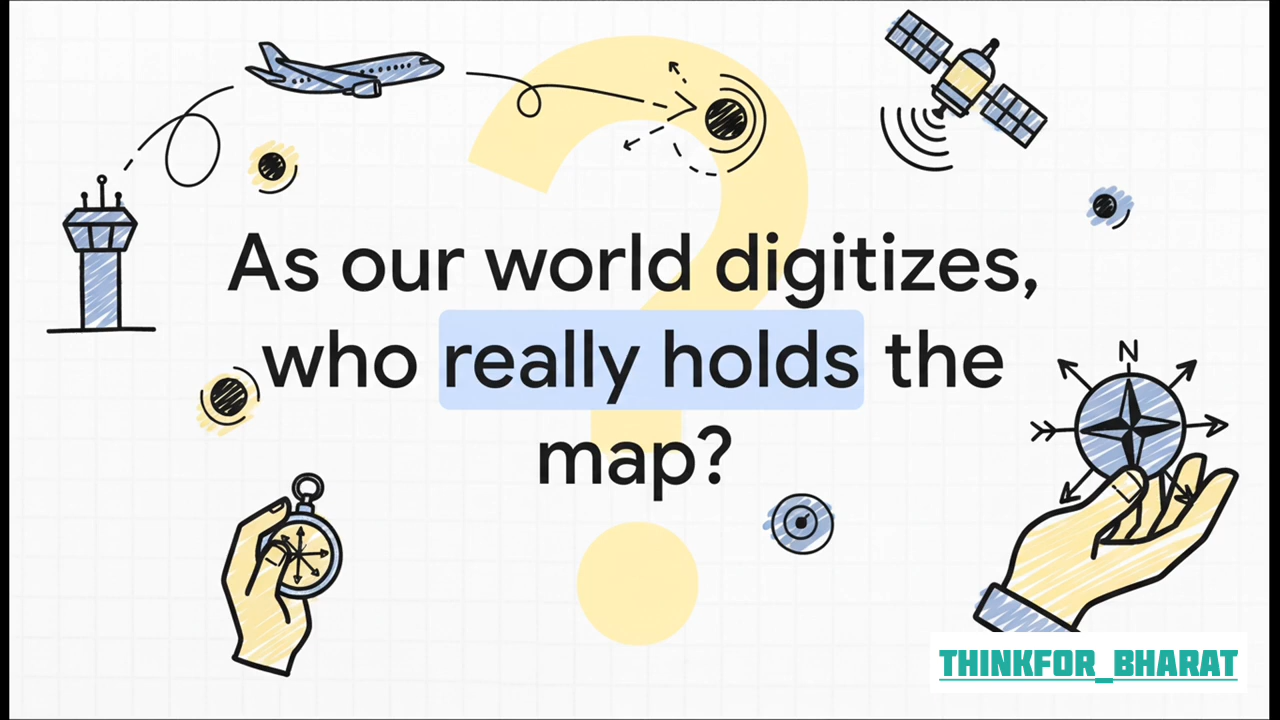 As our world digitizes,
who really holds the
map?
N
THINKFOR_BHARAT